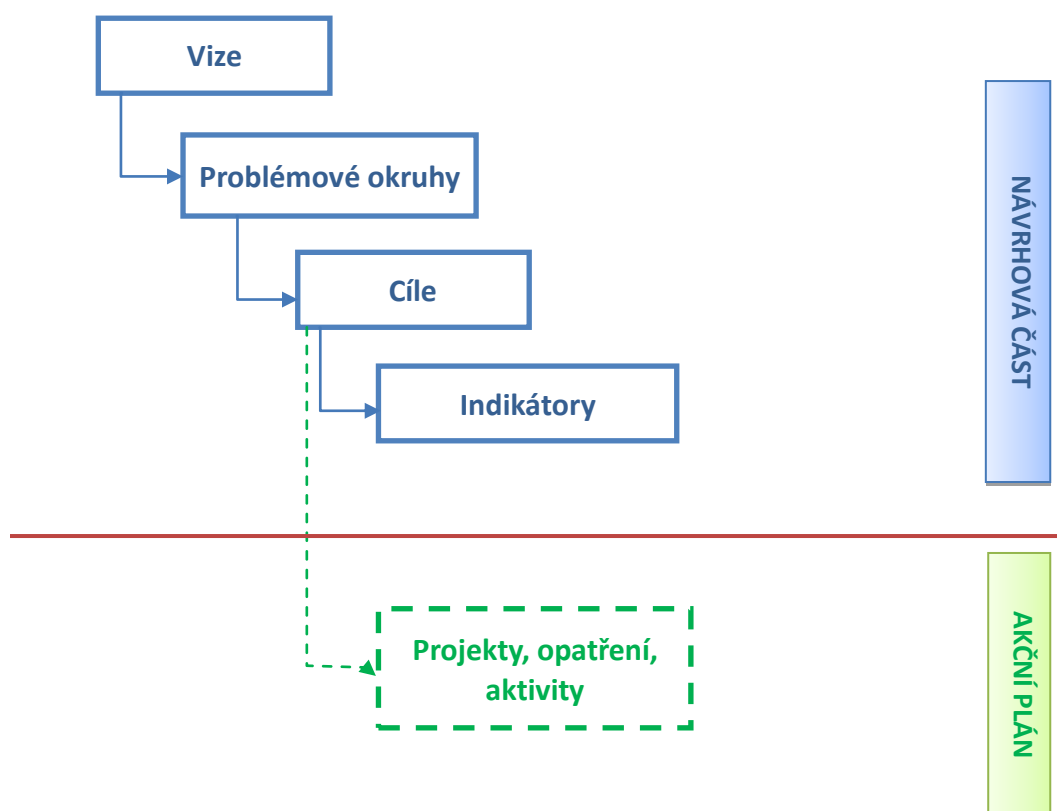 Vize
Problémové okruhy
Cíle
Indikátory
NÁVRHOVÁ ČÁST
Projekty, opatření,
aktivity
AKČNÍ PLÁN